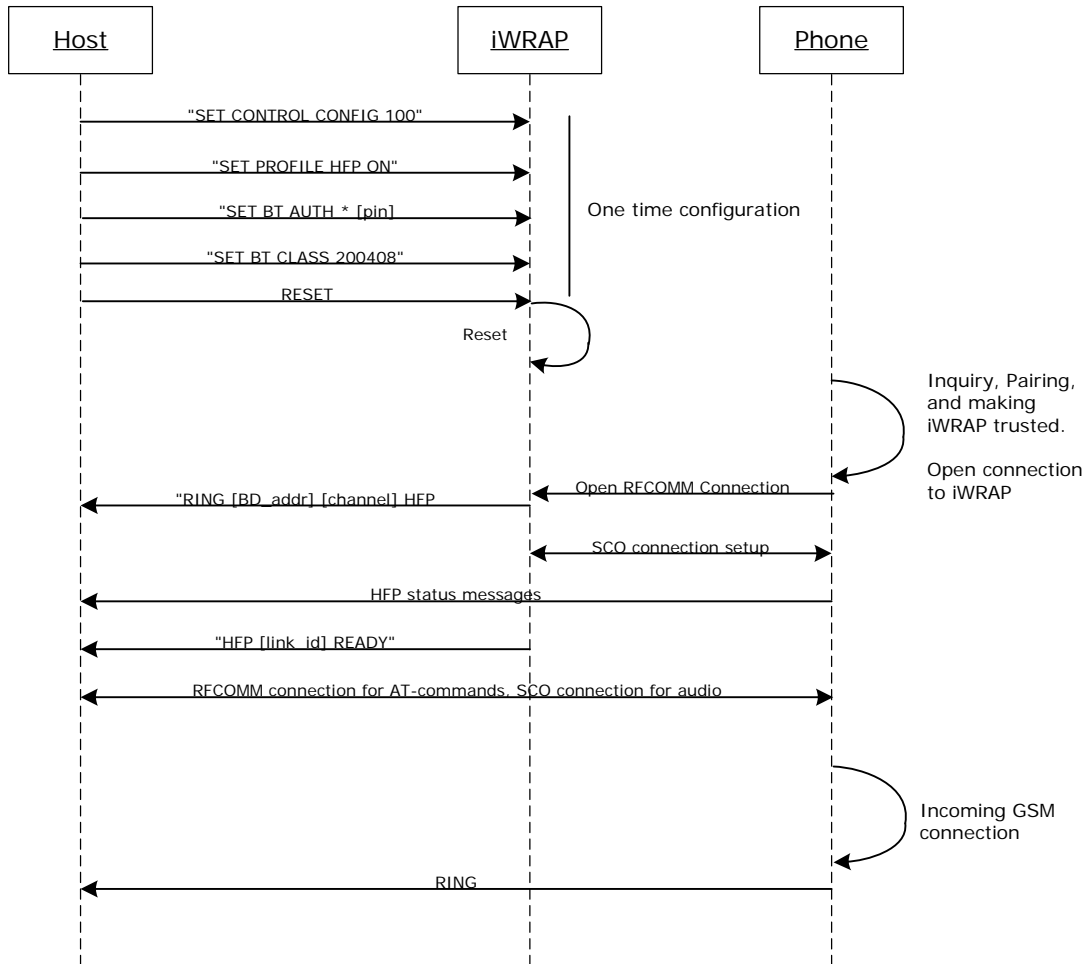 Host
iWRAP
Phone
"SET CONTROL CONFIG 100"
"SET PROFILE HFP ON"
One time configuration
"SET BT AUTH * [pin]
"SET BT CLASS 200408"
RESET
Reset
Inquiry, Pairing,
and making
iWRAP trusted.
Open connection
to iWRAP
Open RFCOMM Connection
"RING [BD_addr] [channel] HFP
SCO connection setup
HFP status messages
"HFP [link_id] READY"
RFCOMM connection for AT-commands. SCO connection for audio
Incoming GSM
connection
RING